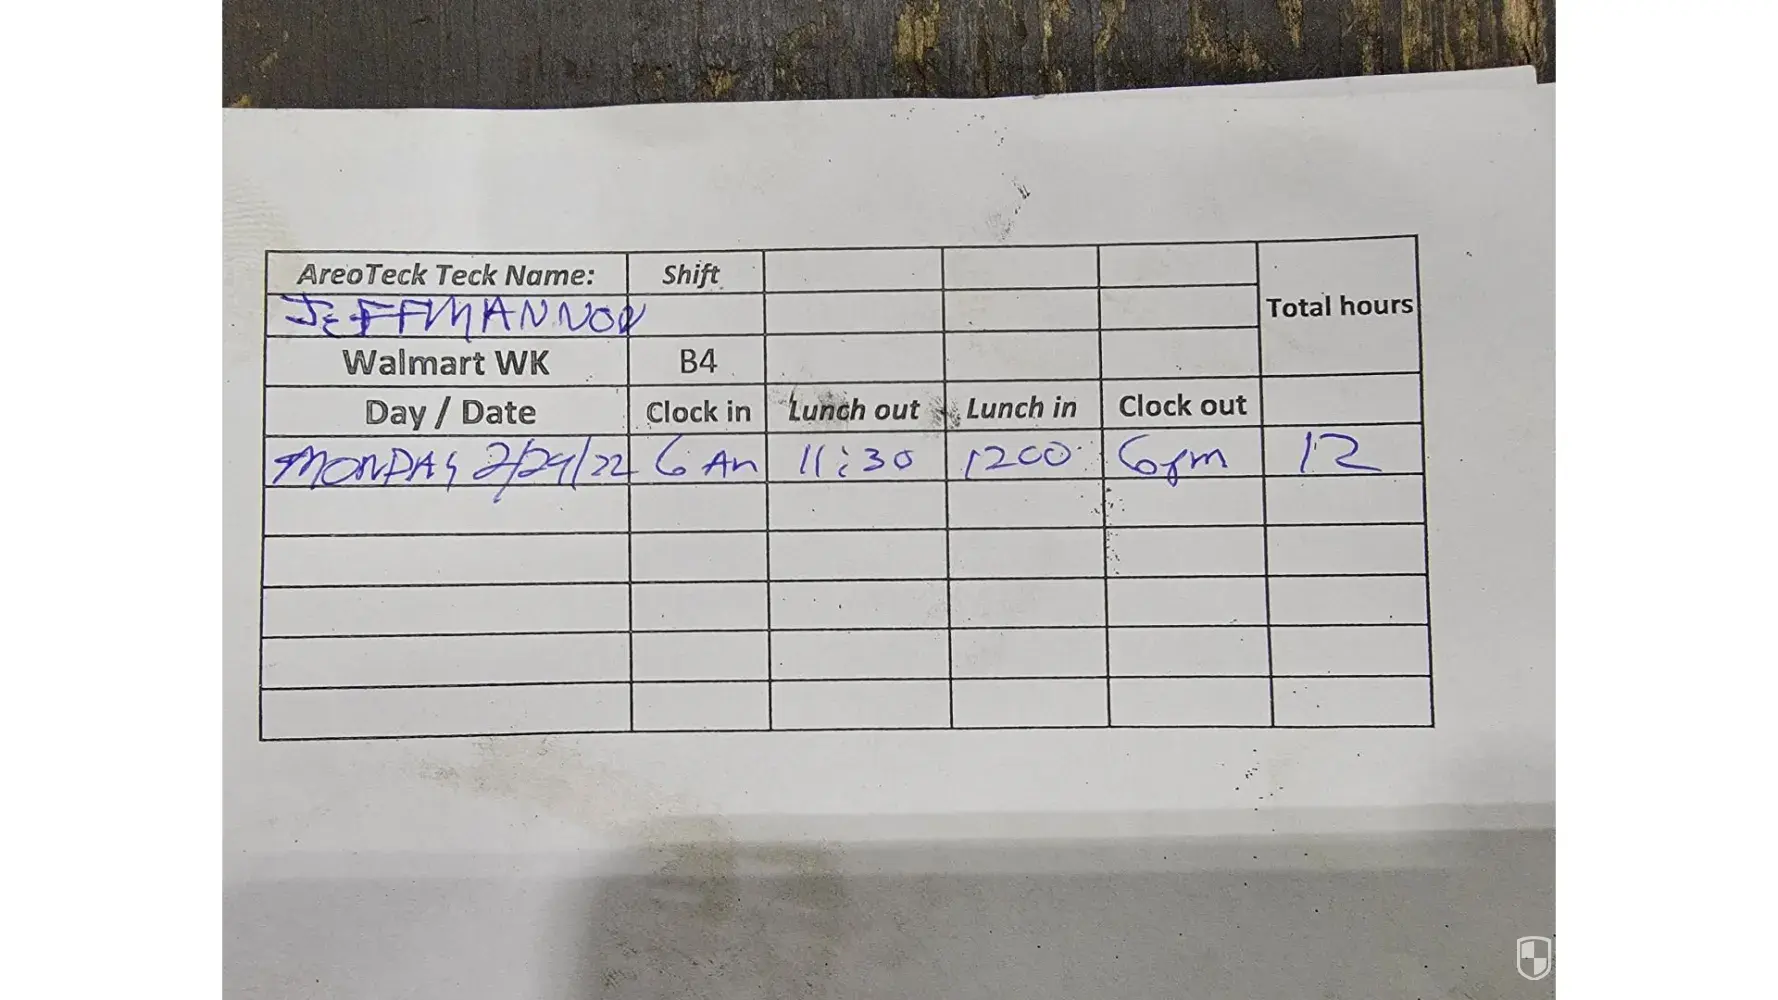 AreoTeck Teck Name: Shift
JEFFMANNON
Total hours
Walmart WK B4
Day / Date Clock in Lunch out Lunch in Clock out
MONDAY 2/29/22 6 Am 11:30 1200 6pm 12